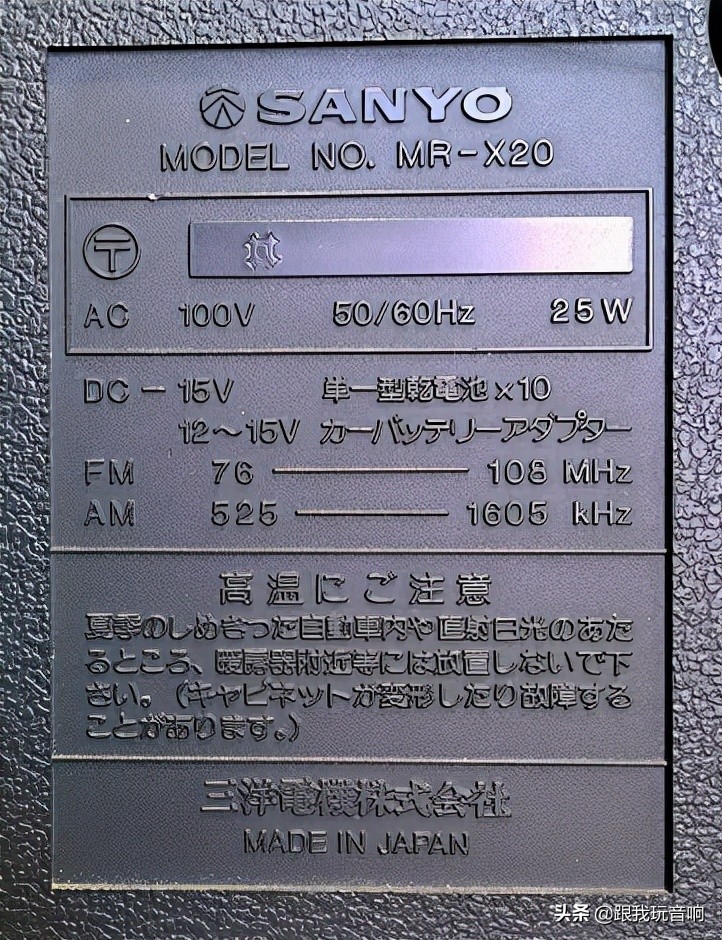 SANYO
MODEL NO. MR-X20
〒
AC 100V 50/60Hz 25W
DC - 15V 単一型乾電池×10
12～15V カーバッテリーアダプター
FM 76 108 MHz
AM 525 1605 kHz
高温にご注意
夏季のしめきった自動車内や直射日光のあた
るところ、暖房器附近等には放置しないで下
さい。(キャビネットが変形したり故障する
ことがあります。)
三洋電機株式会社
MADE IN JAPAN
头条 @跟我玩音响